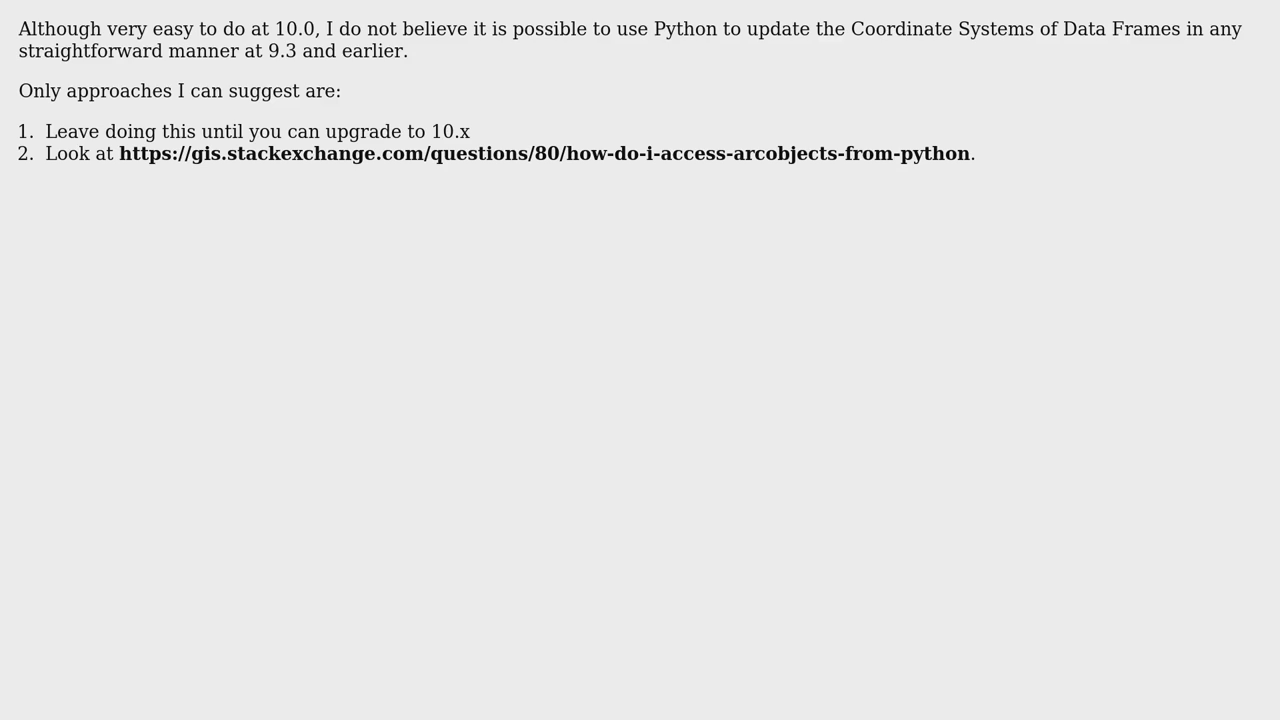 Although very easy to do at 10.0, I do not believe it is possible to use Python to update the Coordinate Systems of Data Frames in any
straightforward manner at 9.3 and earlier.
Only approaches I can suggest are:
1. Leave doing this until you can upgrade to 10.x
2. Look at https://gis.stackexchange.com/questions/80/how-do-i-access-arcobjects-from-python.